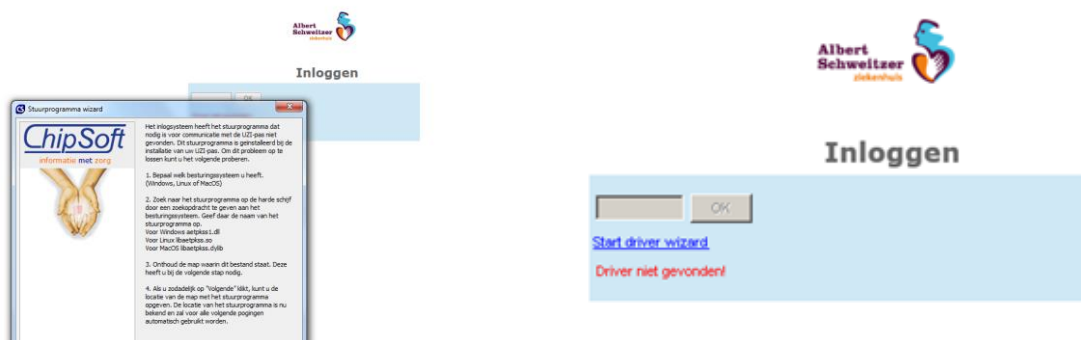 Albert
Schweitzer
ziekenhuis
Inloggen
OK
Stuurprogramma wizard
ChipSoft
informatie met zorg
Het inlogsysteem heeft het stuurprogramma dat
nodig is voor communicatie met de UZI-pas niet
gevonden. Dit stuurprogramma is geinstalleerd bij de
installatie van uw UZI-pas. Om dit probleem op te
lossen kunt u het volgende proberen.
1. Bepaal welk besturingssysteem u heeft.
(Windows, Linux of MacOS)
2. Zoek naar het stuurprogramma op de harde schijf
door een zoekopdracht te geven aan het
besturingssysteem. Geef daar de naam van het
stuurprogramma op.
Voor Windows aetpkss1.dll
Voor Linux libaetpkss.so
Voor MacOS libaetpkss.dylib
3. Onthoud de map waarin dit bestand staat. Deze
heeft u bij de volgende stap nodig.
4. Als u zodadelijk op "Volgende" klikt, kunt u de
locatie van de map met het stuurprogramma
opgeven. De locatie van het stuurprogramma is nu
bekend en zal voor alle volgende pogingen
automatisch gebruikt worden.
Albert
Schweitzer
ziekenhuis
Inloggen
OK
Start driver wizard
Driver niet gevonden!